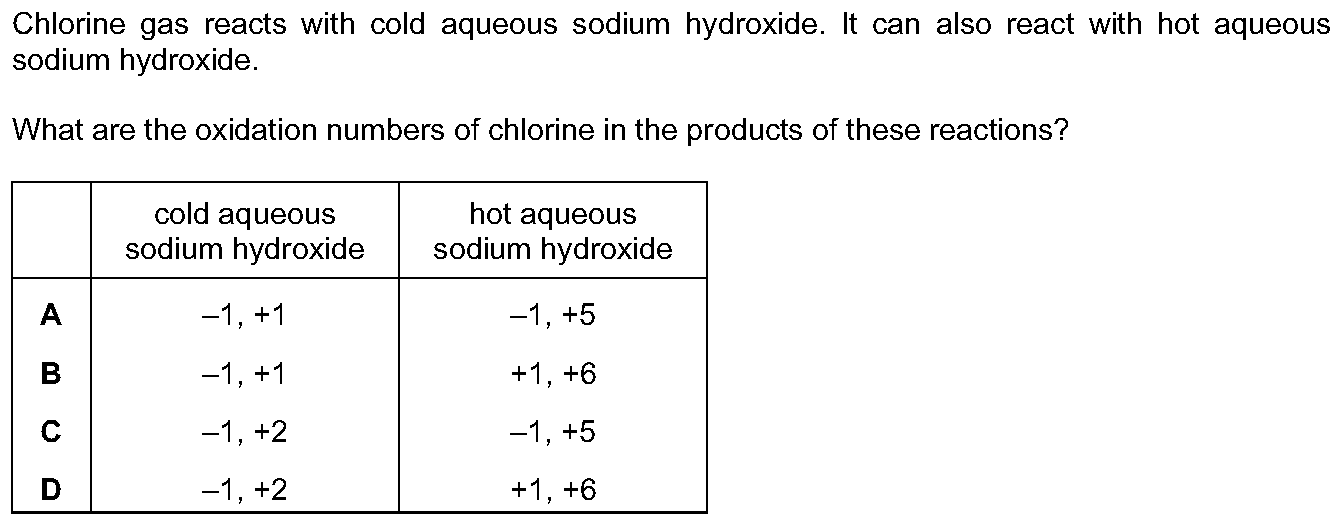 Chlorine gas reacts with cold aqueous sodium hydroxide. It can also react with hot aqueous
sodium hydroxide.
What are the oxidation numbers of chlorine in the products of these reactions?
cold aqueous hot aqueous
sodium hydroxide sodium hydroxide
A –1, +1 –1, +5
B –1, +1 +1, +6
C –1, +2 –1, +5
D –1, +2 +1, +6